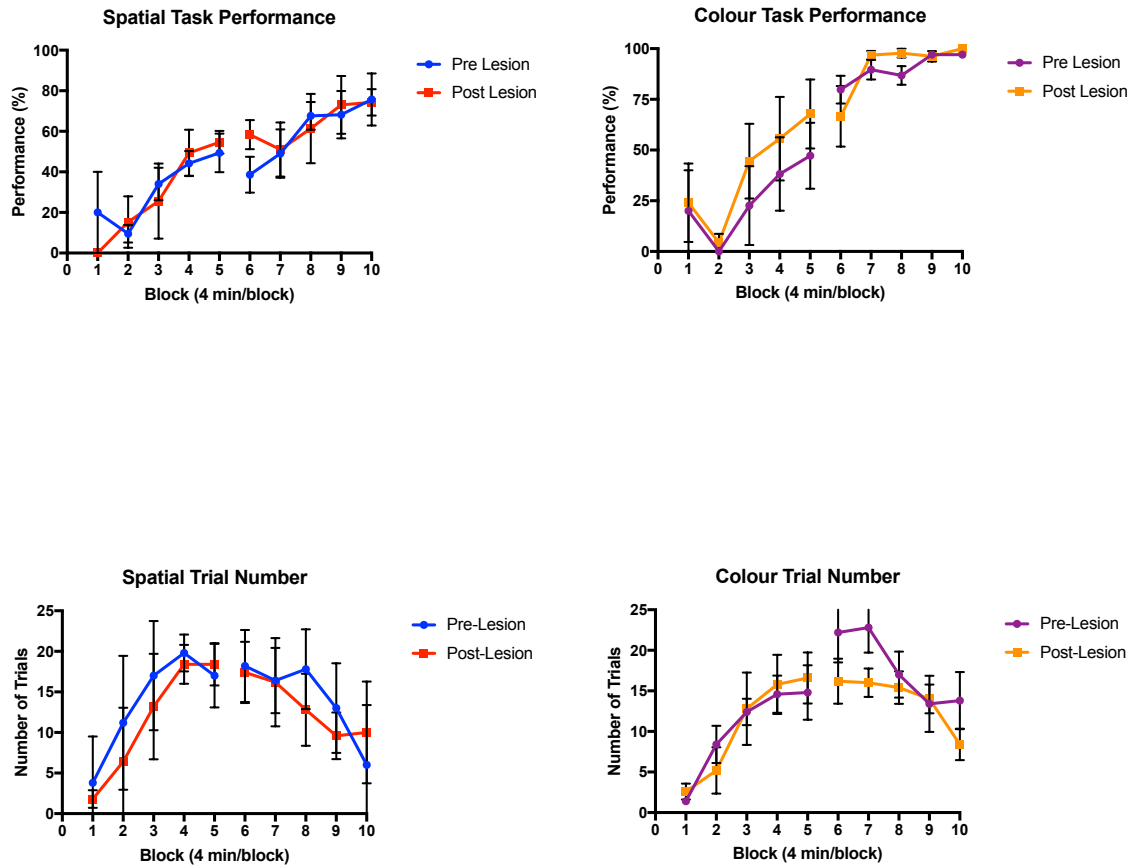 Spatial Task Performance
Performance (%)
100
80
60
40
20
0
0 1 2 3 4 5 6 7 8 9 10
Block (4 min/block)
Pre Lesion
Post Lesion
Colour Task Performance
Performance (%)
100
75
50
25
0
0 1 2 3 4 5 6 7 8 9 10
Block (4 min/block)
Pre Lesion
Post Lesion
Spatial Trial Number
Number of Trials
25
20
15
10
5
0
0 1 2 3 4 5 6 7 8 9 10
Block (4 min/block)
Pre-Lesion
Post-Lesion
Colour Trial Number
Number of Trials
25
20
15
10
5
0
0 1 2 3 4 5 6 7 8 9 10
Block (4 min/block)
Pre-Lesion
Post-Lesion